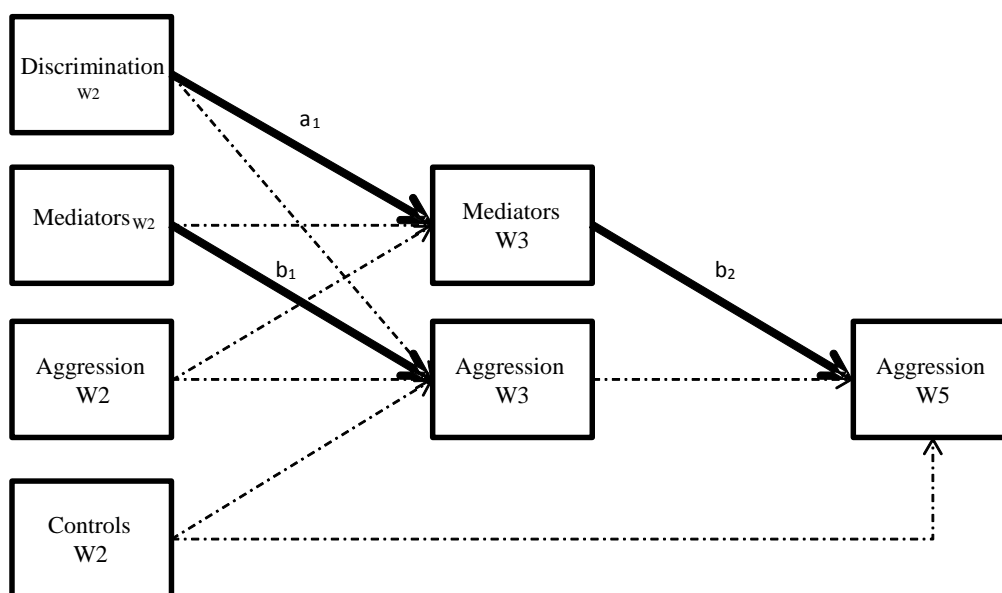 Discrimination
W2
a1
Mediators W2
Mediators
W3
b1
b2
Aggression
W2
Aggression
W3
Aggression
W5
Controls
W2